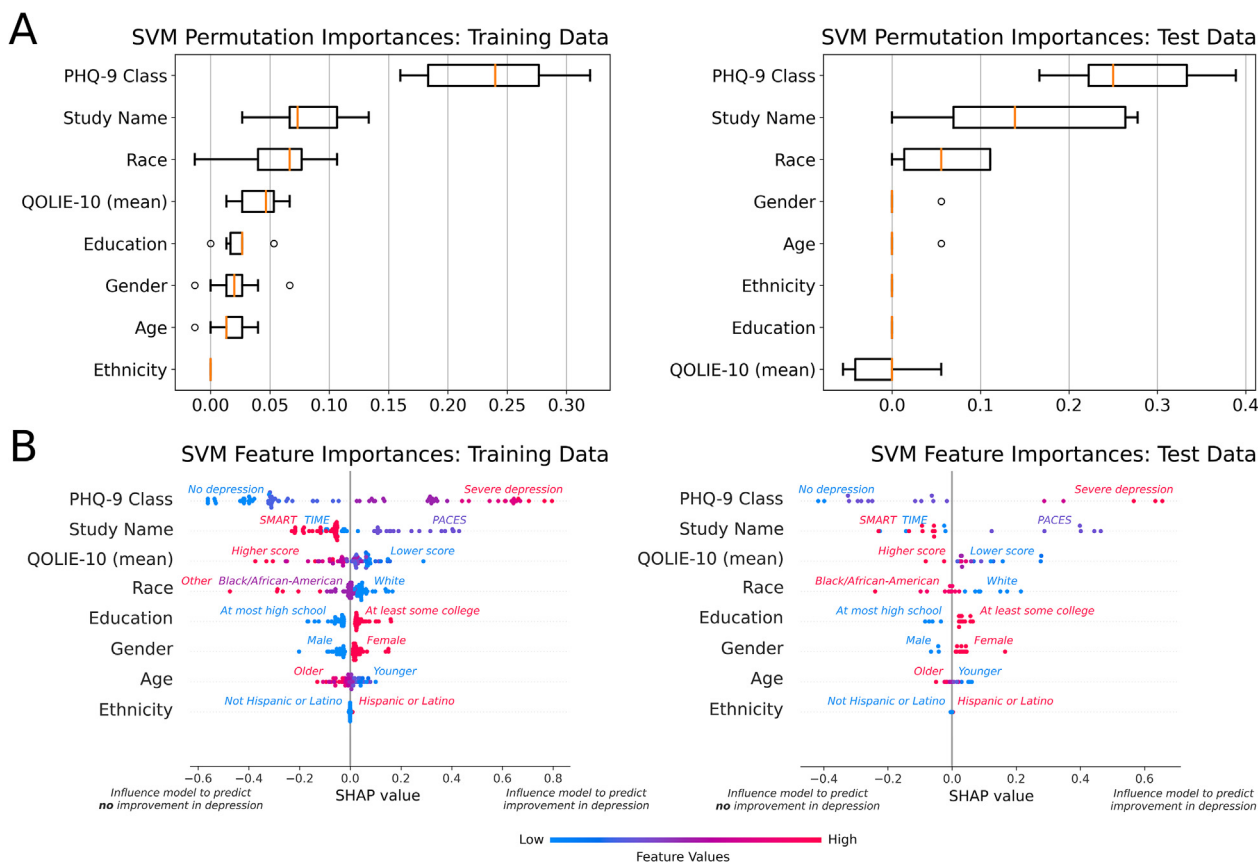 A
SVM Permutation Importances: Training Data
PHQ-9 Class
Study Name
Race
QOLIE-10 (mean)
Education
Gender
Age
Ethnicity
0.00 0.05 0.10 0.15 0.20 0.25 0.30
SVM Permutation Importances: Test Data
PHQ-9 Class
Study Name
Race
Gender
Age
Ethnicity
Education
QOLIE-10 (mean)
0.0 0.1 0.2 0.3 0.4
B
SVM Feature Importances: Training Data
PHQ-9 Class No depression Severe depression
Study Name SMART TIME PACES
QOLIE-10 (mean) Higher score Lower score
Race Other Black/African-American White
Education At most high school At least some college
Gender Male Female
Age Older Younger
Ethnicity Not Hispanic or Latino Hispanic or Latino
−0.6 −0.4 −0.2 0.0 0.2 0.4 0.6 0.8
Influence model to predict
no improvement in depression
SHAP value
Influence model to predict
improvement in depression
SVM Feature Importances: Test Data
PHQ-9 Class No depression Severe depression
Study Name SMART TIME PACES
QOLIE-10 (mean) Higher score Lower score
Race Black/African-American White
Education At most high school At least some college
Gender Male Female
Age Older Younger
Ethnicity Not Hispanic or Latino Hispanic or Latino
−0.4 −0.2 0.0 0.2 0.4 0.6
Influence model to predict
no improvement in depression
SHAP value
Influence model to predict
improvement in depression
Low High
Feature Values